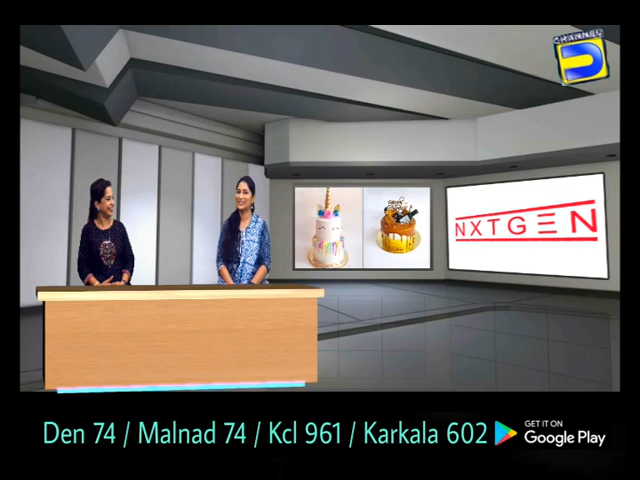 CHANNEL
D
NXTGEN
Den 74 / Malnad 74 / Kcl 961 / Karkala 602
GET IT ON
Google Play